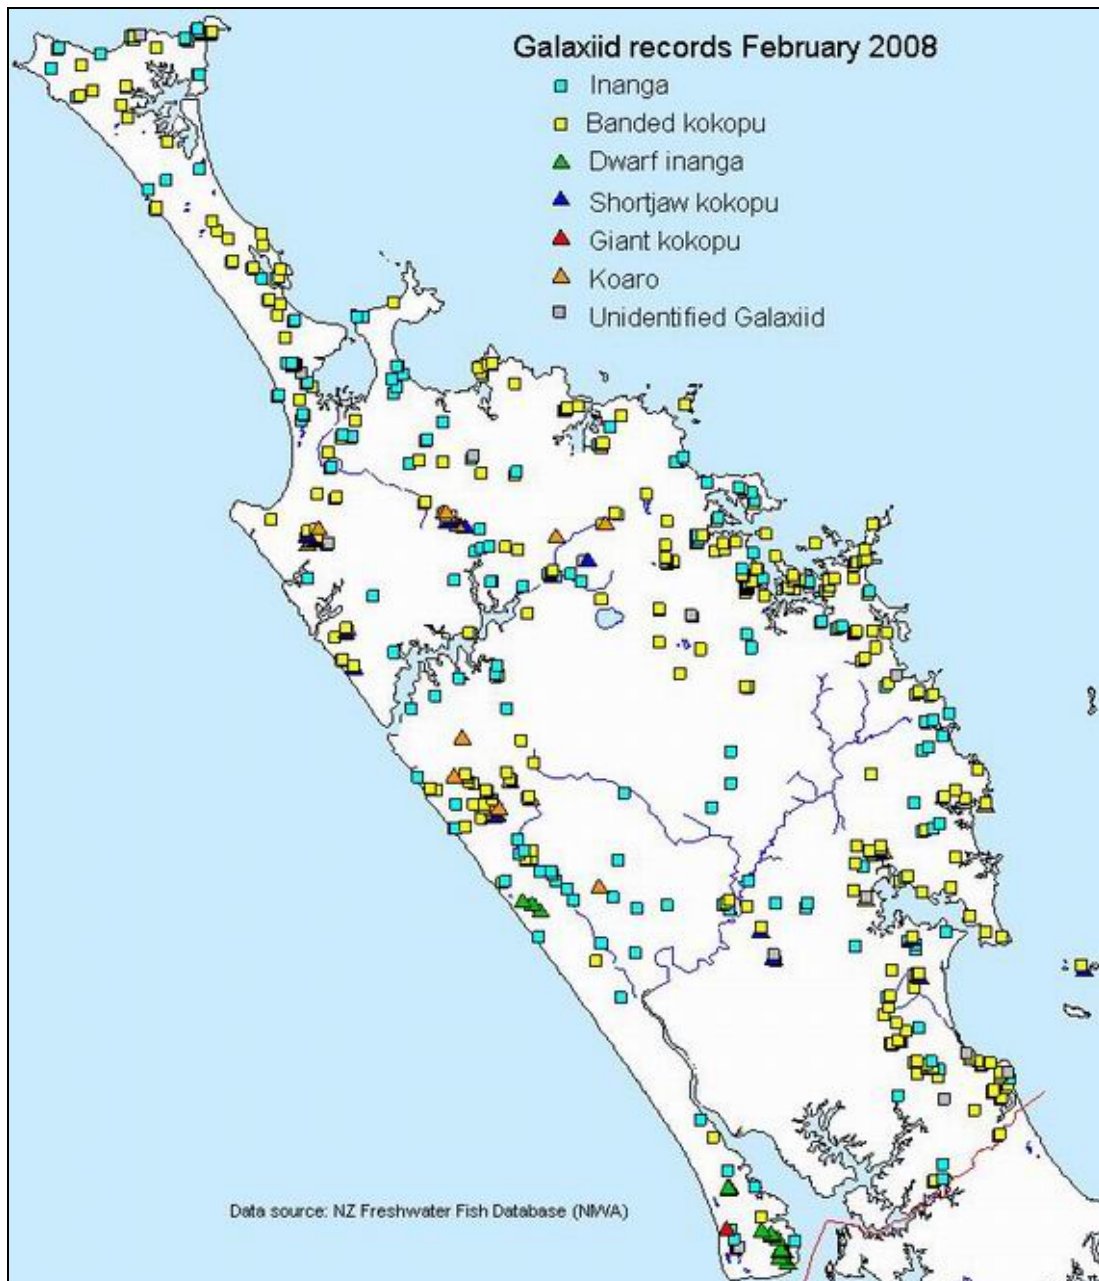 Galaxiid records February 2008
Inanga
Banded kokopu
Dwarf inanga
Shortjaw kokopu
Giant kokopu
Koaro
Unidentified Galaxiid
Data source: NZ Freshwater Fish Database (NIWA)